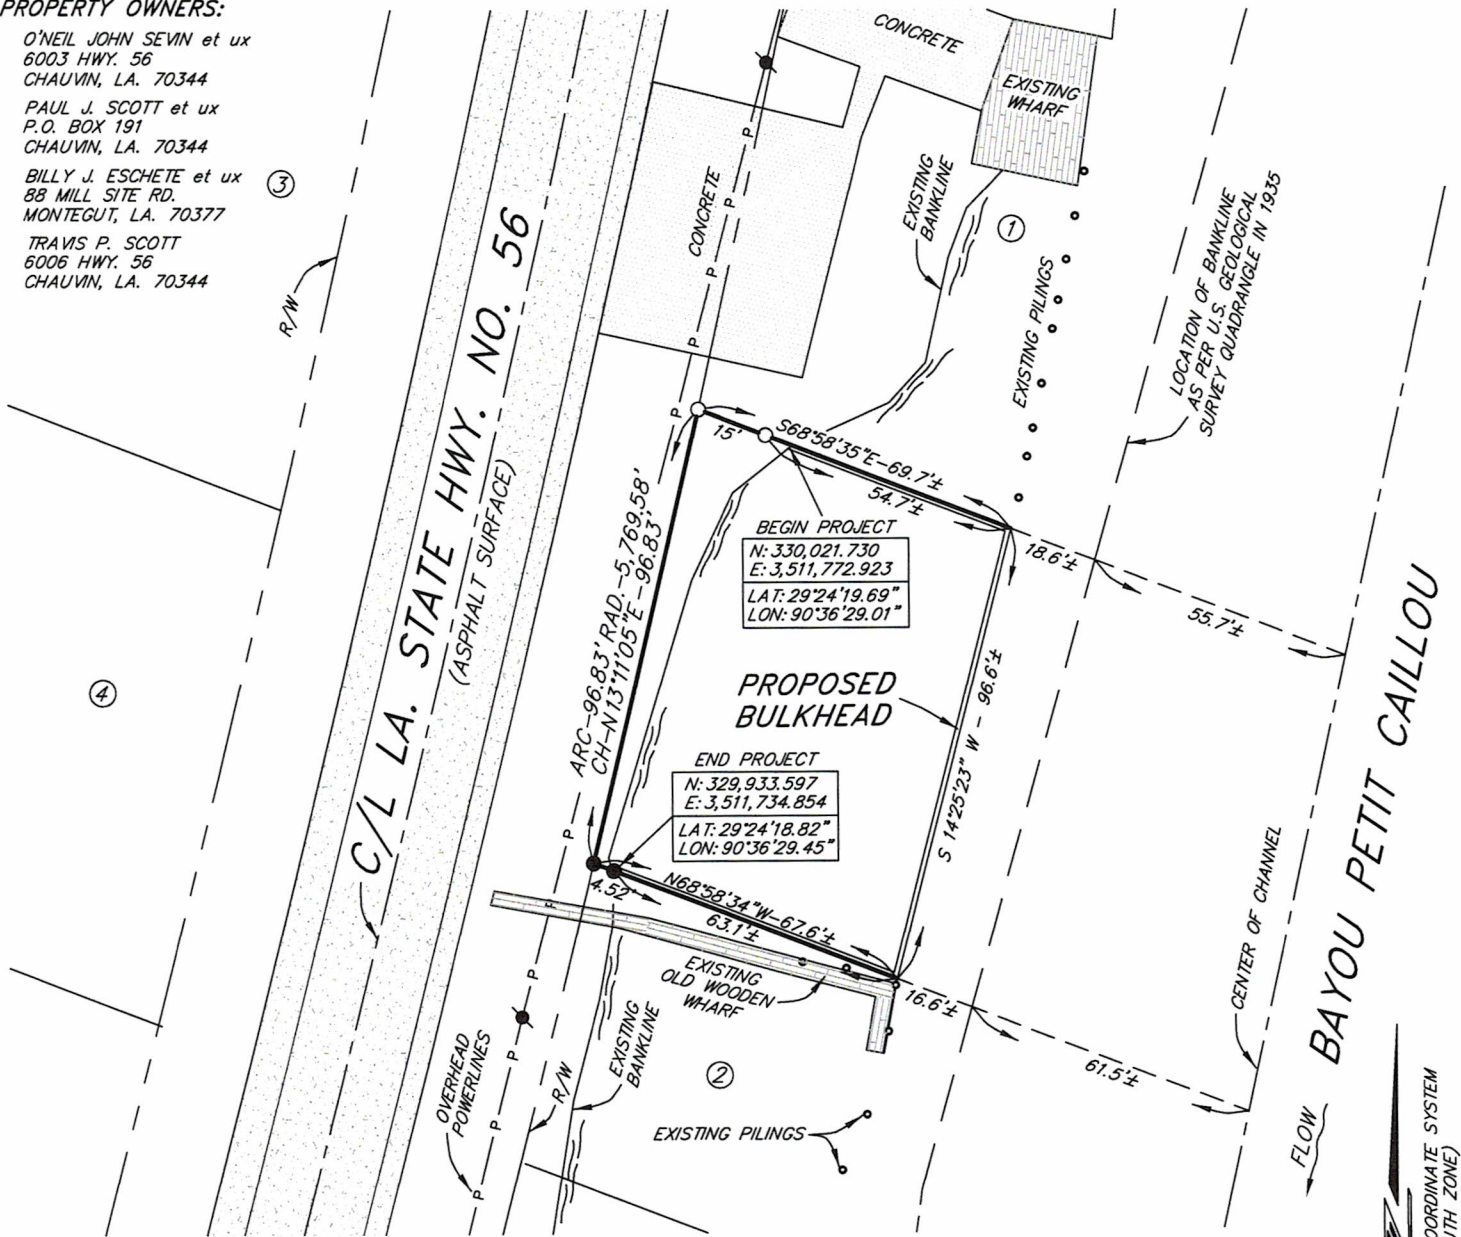 PROPERTY OWNERS:
O'NEIL JOHN SEVIN et ux
6003 HWY. 56
CHAUVIN, LA. 70344
PAUL J. SCOTT et ux
P.O. BOX 191
CHAUVIN, LA. 70344
BILLY J. ESCHETE et ux
88 MILL SITE RD.
MONTEGUT, LA. 70377
TRAVIS P. SCOTT
6006 HWY. 56
CHAUVIN, LA. 70344
3
R/W
4
C/L LA. STATE HWY. NO. 56
(ASPHALT SURFACE)
CONCRETE
CONCRETE
EXISTING
WHARF
EXISTING
BANKLINE
1
EXISTING PILINGS
LOCATION OF BANKLINE
AS PER U.S. GEOLOGICAL
SURVEY QUADRANGLE IN 1935
P
P
P
P
P
P
15'
S68°58'35"E-69.7'±
54.7'±
18.6'±
55.7'±
ARC-96.83' RAD.-5,769.58'
CH-N13°11'05"E-96.83'
BEGIN PROJECT
N: 330,021.730
E: 3,511,772.923
LAT: 29°24'19.69"
LON: 90°36'29.01"
PROPOSED
BULKHEAD
S 14°25'23" W - 96.6'±
END PROJECT
N: 329,933.597
E: 3,511,734.854
LAT: 29°24'18.82"
LON: 90°36'29.45"
P
4.52'
N68°58'34"W-67.6'±
63.1'±
P
EXISTING
OLD WOODEN
WHARF
16.6'±
61.5'±
CENTER OF CHANNEL
BAYOU PETIT CAILLOU
FLOW
P
P
P
P
OVERHEAD
POWERLINES
R/W
EXISTING
BANKLINE
2
EXISTING PILINGS
OORDINATE SYSTEM
TH ZONE)